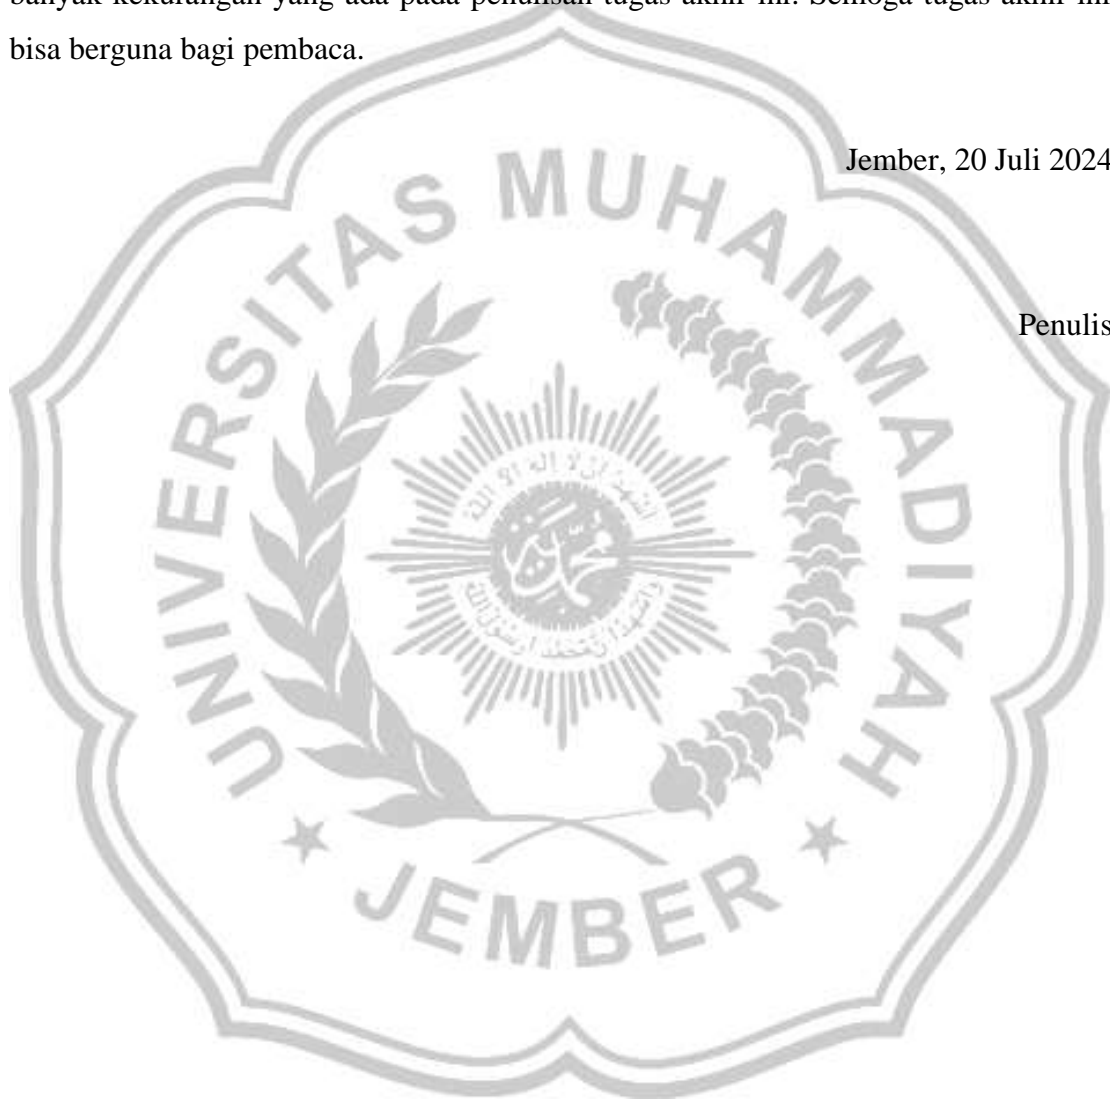 banyak kekurangan yang ada pada penulisan tugas akhir ini. Semoga tugas akhir ini
bisa berguna bagi pembaca.
Jember, 20 Juli 2024
Penulis
UNIVERSITAS MUHAMMADIYAH
JEMBER